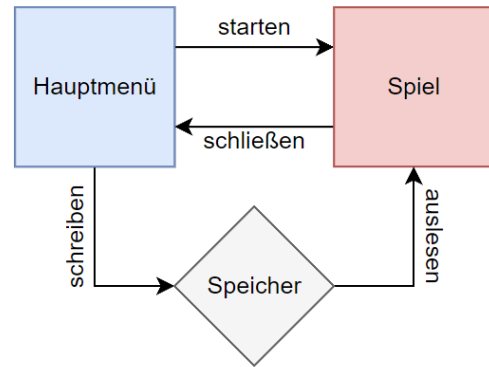 starten
Hauptmenü
Spiel
schließen
schreiben
auslesen
Speicher